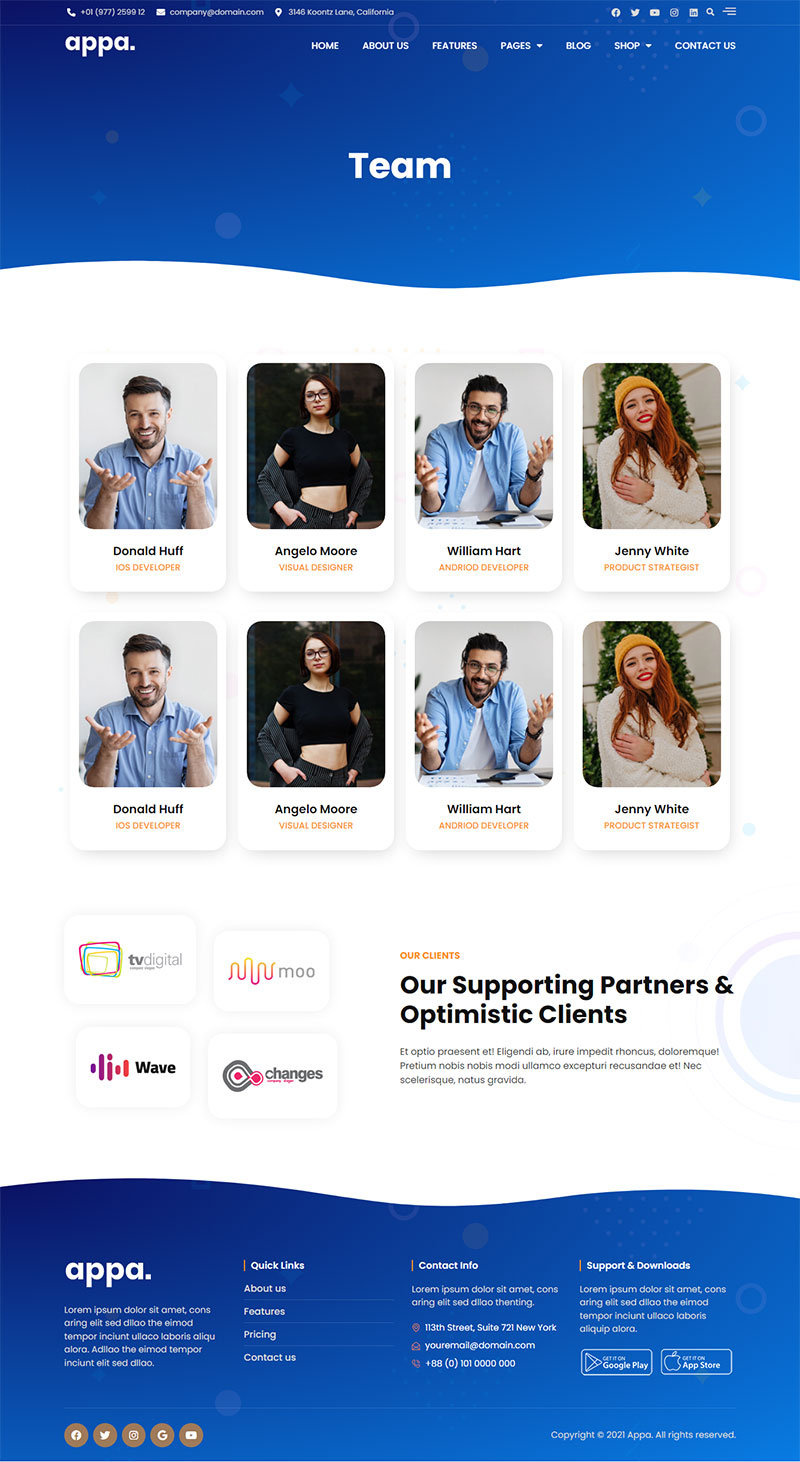 +01 (977) 2599 12 company@domain.com 3146 Koontz Lane, California
appa. HOME ABOUT US FEATURES PAGES BLOG SHOP CONTACT US
Team
Donald Huff
IOS DEVELOPER
Angelo Moore
VISUAL DESIGNER
William Hart
ANDRIOD DEVELOPER
Jenny White
PRODUCT STRATEGIST
Donald Huff
IOS DEVELOPER
Angelo Moore
VISUAL DESIGNER
William Hart
ANDRIOD DEVELOPER
Jenny White
PRODUCT STRATEGIST
tvdigital
company slogan
moo
Wave
changes
company slogan
OUR CLIENTS
Our Supporting Partners &
Optimistic Clients
Et optio praesent et! Eligendi ab, irure impedit rhoncus, doloremque!
Pretium nobis nobis modi ullamco excepturi recusandae et! Nec
scelerisque, natus gravida.
appa.
Lorem ipsum dolor sit amet, cons
aring elit sed dllao the eimod
tempor inciunt ullaco laboris aliqu
alora. Adllao the eimod tempor
inciunt elit sed dllao.
Quick Links
About us
Features
Pricing
Contact us
Contact Info
Lorem ipsum dolor sit amet, cons
aring elit sed dllao thenting.
113th Street, Suite 721 New York
youremail@domain.com
+88 (0) 101 0000 000
Support & Downloads
Lorem ipsum dolor sit amet, cons
aring elit sed dllao the eimod
tempor inciunt ullaco laboris
aliquip alora.
GET IT ON
Google Play
GET IT ON
App Store
Copyright © 2021 Appa. All rights reserved.